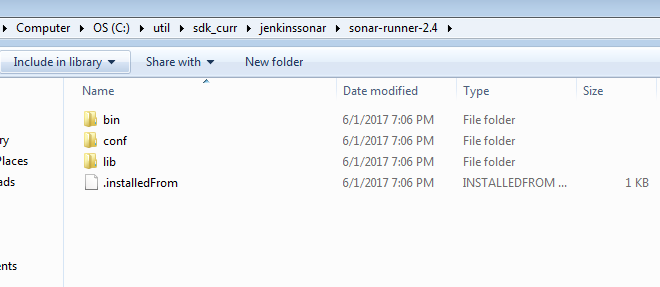 Computer ▸ OS (C:) ▸ util ▸ sdk_curr ▸ jenkinssonar ▸ sonar-runner-2.4 ▸
Include in library ▾ Share with ▾ New folder
Name Date modified Type Size
bin 6/1/2017 7:06 PM File folder
ry conf 6/1/2017 7:06 PM File folder
Places lib 6/1/2017 7:06 PM File folder
ads .installedFrom 6/1/2017 7:06 PM INSTALLEDFROM ... 1 KB
ents